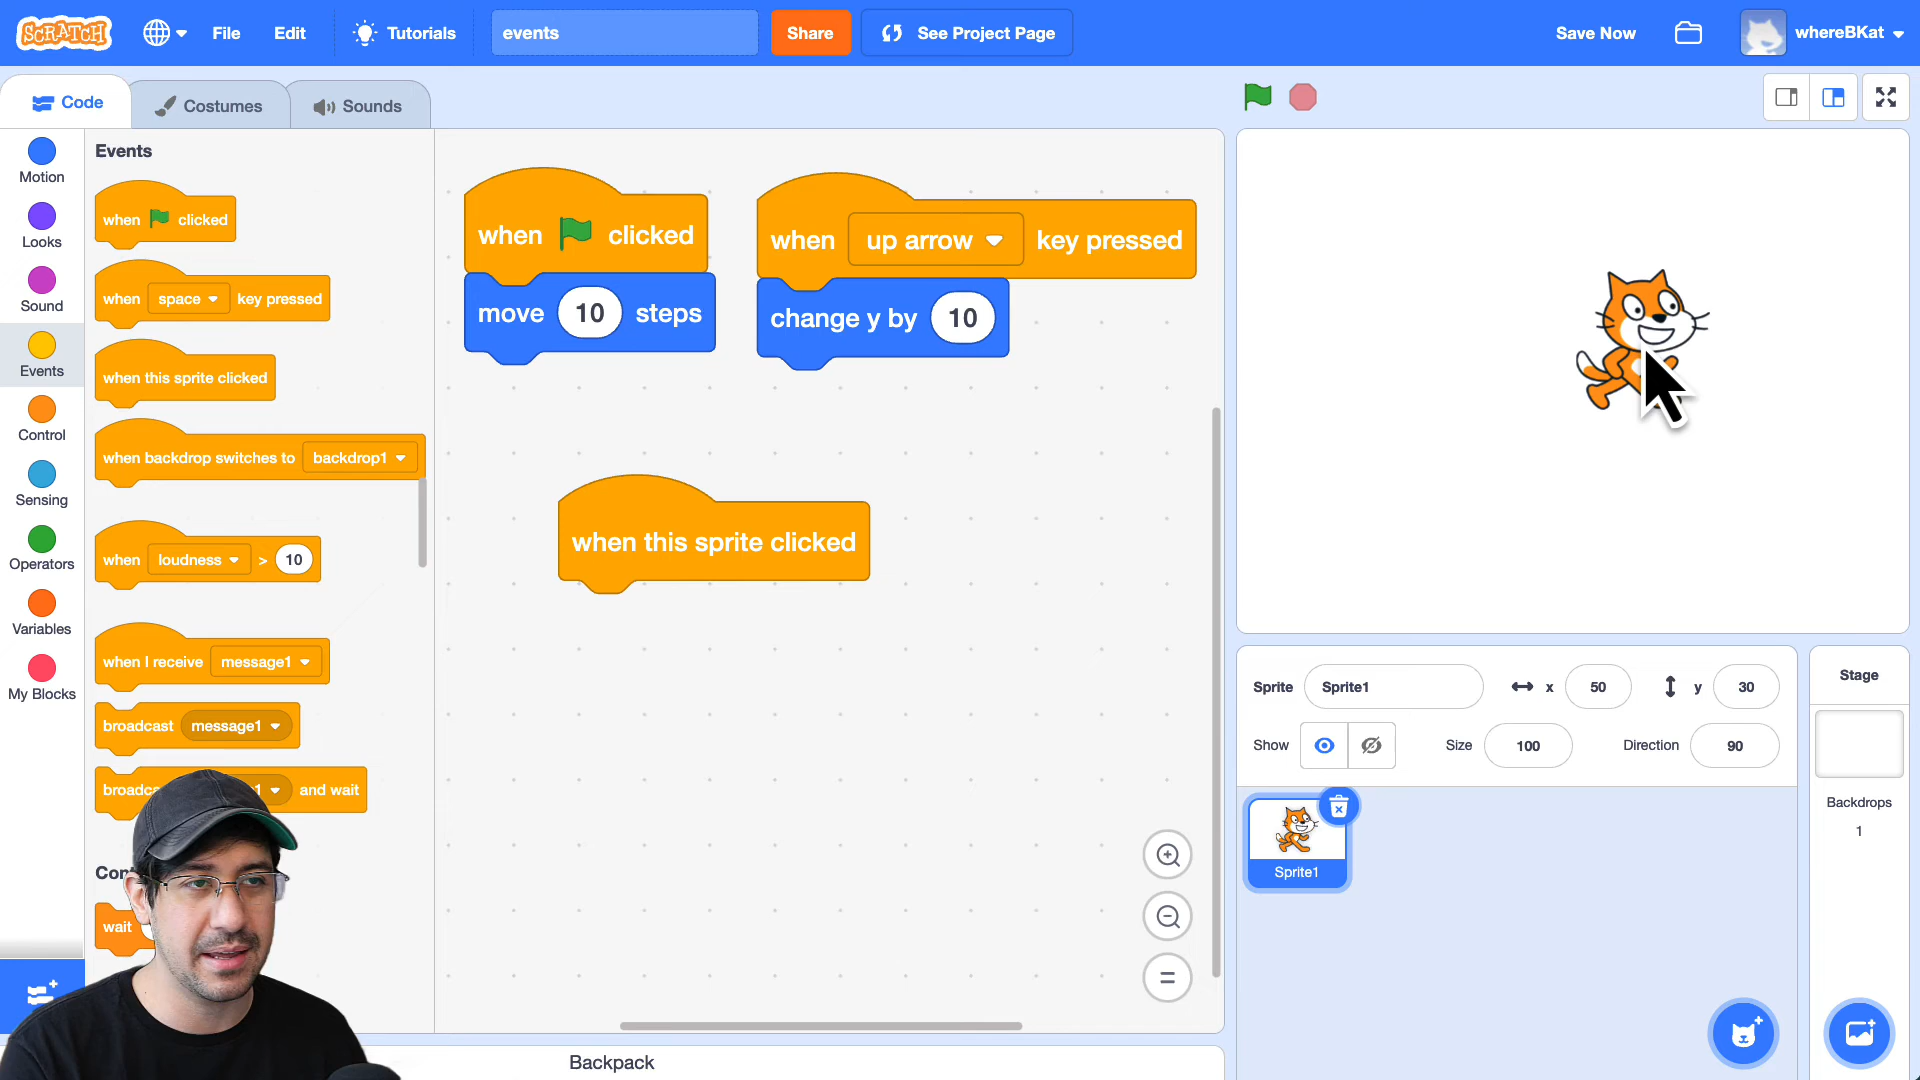 SCRATCH
File
Edit
Tutorials
events
Share
See Project Page
Save Now
whereBKat
Code
Costumes
Sounds
Motion
Looks
Sound
Events
Control
Sensing
Operators
Variables
My Blocks
Events
when clicked
when space key pressed
when this sprite clicked
when backdrop switches to backdrop1
when loudness > 10
when I receive message1
broadcast message1
and wait
wait
when clicked
move 10 steps
when up arrow key pressed
change y by 10
when this sprite clicked
Backpack
Sprite Sprite1 x 50 y 30
Show Size 100 Direction 90
Sprite1
Stage
Backdrops
1